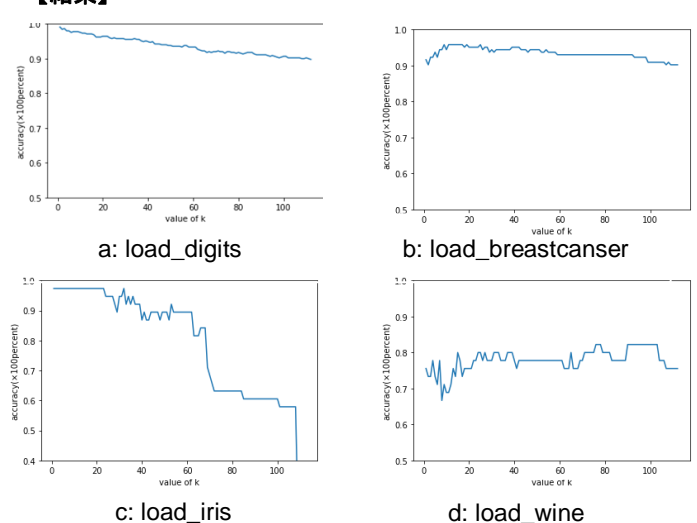 【結果】
1.0
0.9
0.8
0.7
0.6
0.5
accuracy(×100percent)
0 20 40 60 80 100
value of k
a: load_digits
1.0
0.9
0.8
0.7
0.6
0.5
accuracy(×100percent)
0 20 40 60 80 100
value of k
b: load_breastcanser
1.0
0.9
0.8
0.7
0.6
0.5
0.4
accuracy(×100percent)
0 20 40 60 80 100
value of k
c: load_iris
1.0
0.9
0.8
0.7
0.6
0.5
accuracy(×100percent)
0 20 40 60 80 100
value of k
d: load_wine